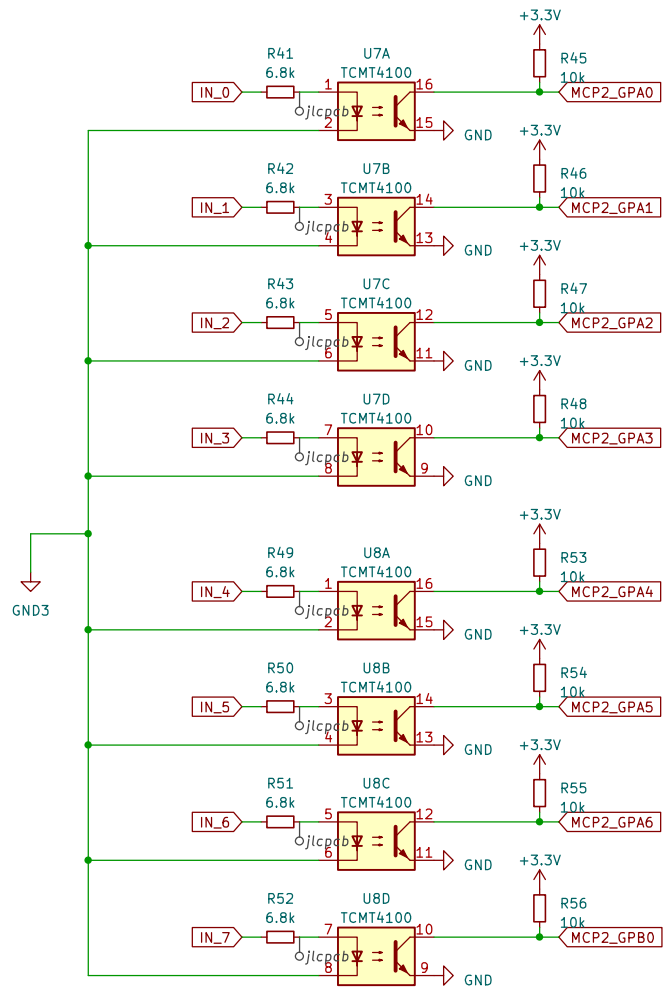 +3.3V
R41
6.8k
U7A
TCMT4100
R45
10k
IN_0
1
16
MCP2_GPA0
jlcpcb
2
15
GND
+3.3V
R42
6.8k
U7B
TCMT4100
R46
10k
IN_1
3
14
MCP2_GPA1
jlcpcb
4
13
GND
+3.3V
R43
6.8k
U7C
TCMT4100
R47
10k
IN_2
5
12
MCP2_GPA2
jlcpcb
6
11
GND
+3.3V
R44
6.8k
U7D
TCMT4100
R48
10k
IN_3
7
10
MCP2_GPA3
jlcpcb
8
9
GND
+3.3V
R49
6.8k
U8A
TCMT4100
R53
10k
IN_4
1
16
MCP2_GPA4
GND3
jlcpcb
2
15
GND
+3.3V
R50
6.8k
U8B
TCMT4100
R54
10k
IN_5
3
14
MCP2_GPA5
jlcpcb
4
13
GND
+3.3V
R51
6.8k
U8C
TCMT4100
R55
10k
IN_6
5
12
MCP2_GPA6
jlcpcb
6
11
GND
+3.3V
R52
6.8k
U8D
TCMT4100
R56
10k
IN_7
7
10
MCP2_GPB0
jlcpcb
8
9
GND